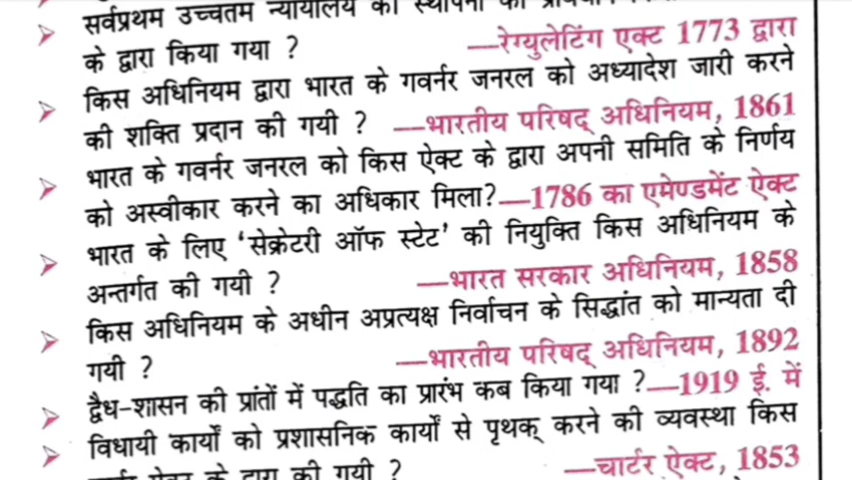 सर्वप्रथम उच्चतम न्यायालय की स्थापना का
के द्वारा किया गया ? —रेग्युलेटिंग एक्ट 1773 द्वारा
किस अधिनियम द्वारा भारत के गवर्नर जनरल को अध्यादेश जारी करने
की शक्ति प्रदान की गयी ? —भारतीय परिषद् अधिनियम, 1861
भारत के गवर्नर जनरल को किस ऐक्ट के द्वारा अपनी समिति के निर्णय
को अस्वीकार करने का अधिकार मिला?—1786 का एमेण्डमेंट ऐक्ट
भारत के लिए ‘सेक्रेटरी ऑफ स्टेट’ की नियुक्ति किस अधिनियम के
अन्तर्गत की गयी ? —भारत सरकार अधिनियम, 1858
किस अधिनियम के अधीन अप्रत्यक्ष निर्वाचन के सिद्धांत को मान्यता दी
गयी ? —भारतीय परिषद् अधिनियम, 1892
द्वैध-शासन की प्रांतों में पद्धति का प्रारंभ कब किया गया ?—1919 ई. में
विधायी कार्यों को प्रशासनिक कार्यों से पृथक् करने की व्यवस्था किस
के द्वारा की गयी ? —चार्टर ऐक्ट, 1853